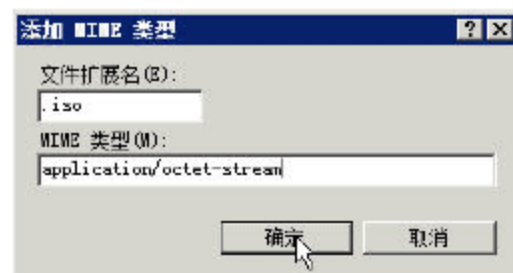 添加 MIME 类型
文件扩展名(E):
.iso
MIME 类型(M):
application/octet-stream
确定
取消